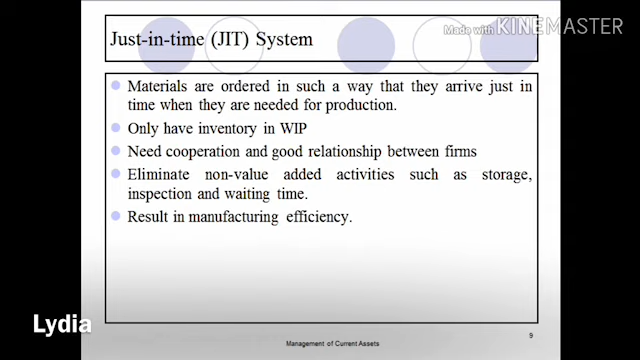 Made with KINEMASTER
Just-in-time (JIT) System
Materials are ordered in such a way that they arrive just in
time when they are needed for production.
Only have inventory in WIP
Need cooperation and good relationship between firms
Eliminate non-value added activities such as storage,
inspection and waiting time.
Result in manufacturing efficiency.
Lydia
9
Management of Current Assets